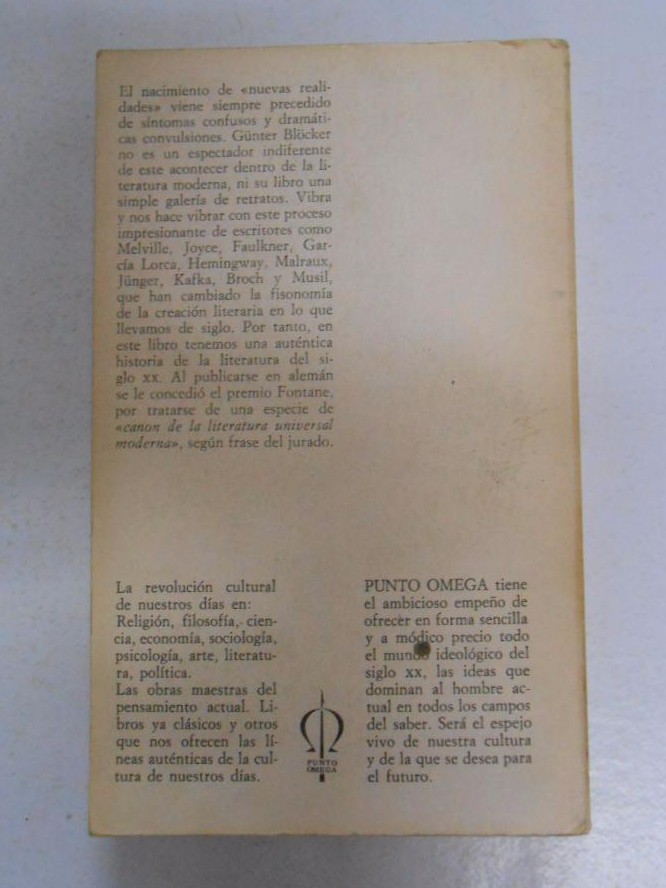 El nacimiento de «nuevas reali-
dades» viene siempre precedido
de síntomas confusos y dramáti-
cas convulsiones. Günter Blöcker
no es un espectador indiferente
de este acontecer dentro de la li-
teratura moderna, ni su libro una
simple galería de retratos. Vibra
y nos hace vibrar con este proceso
impresionante de escritores como
Melville, Joyce, Faulkner, Gar-
cía Lorca, Hemingway, Malraux,
Jünger, Kafka, Broch y Musil,
que han cambiado la fisonomía
de la creación literaria en lo que
llevamos de siglo. Por tanto, en
este libro tenemos una auténtica
historia de la literatura del si-
glo XX. Al publicarse en alemán
se le concedió el premio Fontane,
por tratarse de una especie de
«canon de la literatura universal
moderna», según frase del jurado.
La revolución cultural
de nuestros días en:
Religión, filosofía, cien-
cia, economía, sociología,
psicología, arte, literatu-
ra, política.
Las obras maestras del
pensamiento actual. Li-
bros ya clásicos y otros
que nos ofrecen las lí-
neas auténticas de la cul-
tura de nuestros días.
PUNTO
OMEGA
PUNTO OMEGA tiene
el ambicioso empeño de
ofrecer en forma sencilla
y a módico precio todo
el mundo ideológico del
siglo XX, las ideas que
dominan al hombre ac-
tual en todos los campos
del saber. Será el espejo
vivo de nuestra cultura
y de la que se desea para
el futuro.